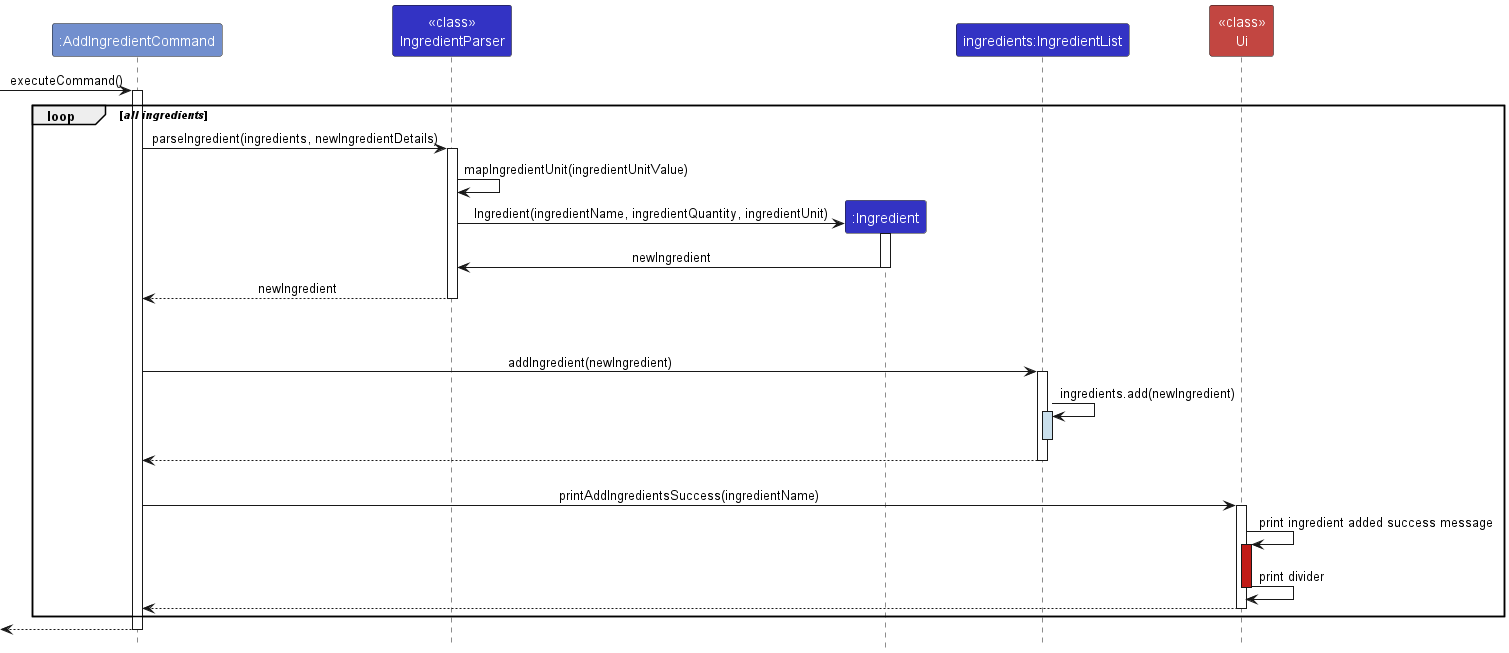 «class»
«class»
:AddIngredientCommand
IngredientParser
ingredients:IngredientList
Ui
executeCommand()
loop
[all ingredients]
parseIngredient(ingredients, newIngredientDetails)
mapIngredientUnit(ingredientUnitValue)
Ingredient(ingredientName, ingredientQuantity, ingredientUnit)
:Ingredient
newIngredient
newIngredient
addIngredient(newIngredient)
ingredients.add(newIngredient)
printAddIngredientsSuccess(ingredientName)
print ingredient added success message
print divider